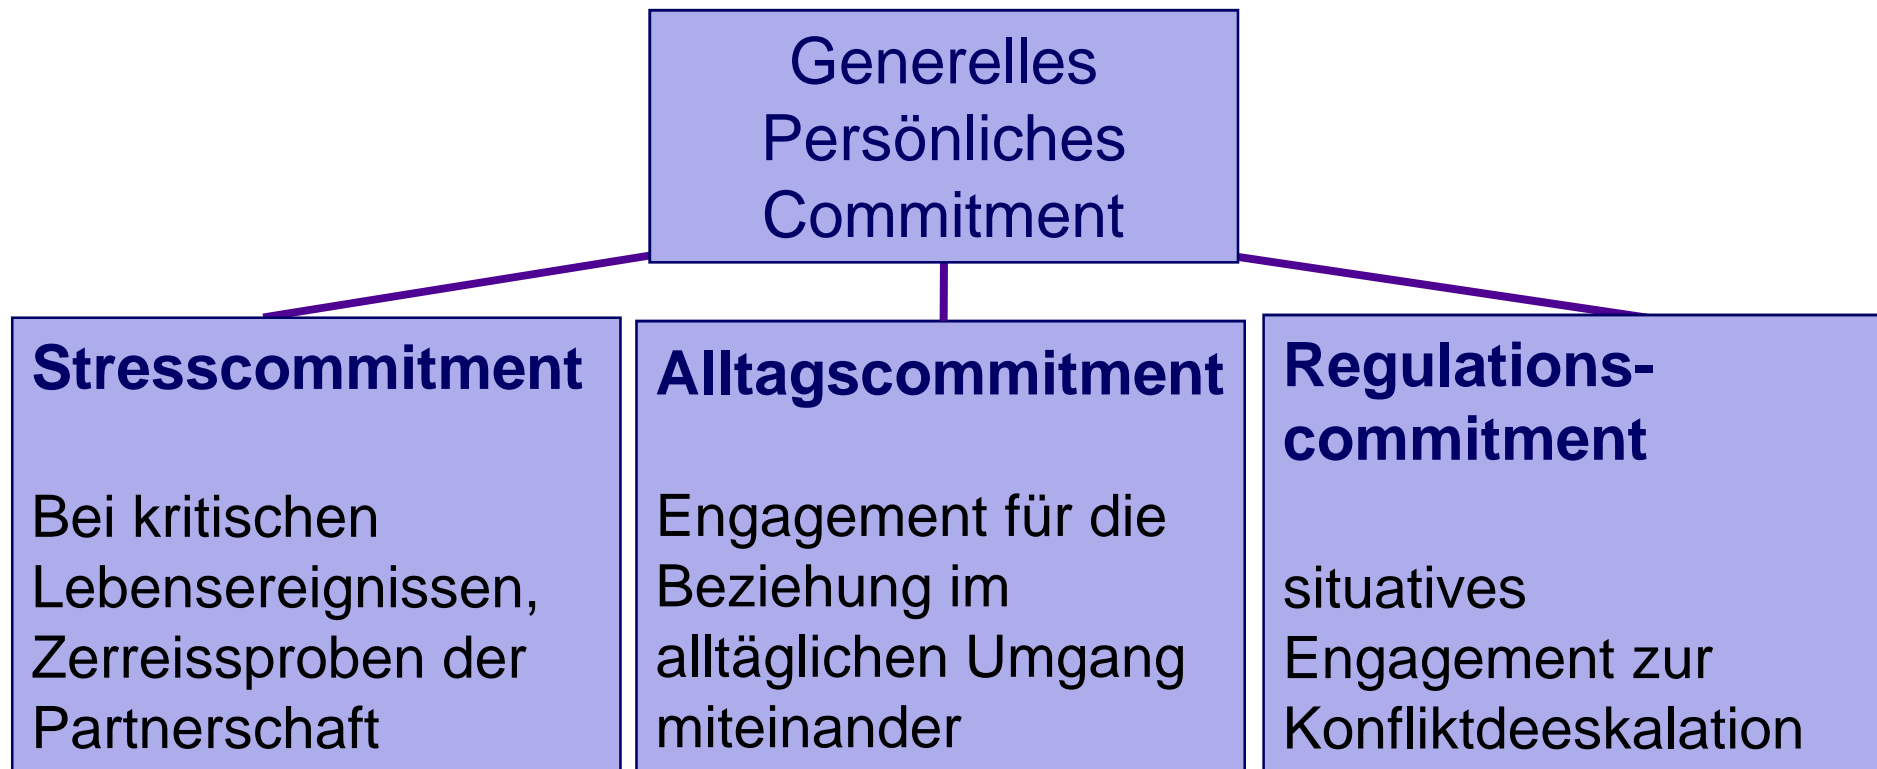 Generelles
Persönliches
Commitment
Stresscommitment
Bei kritischen
Lebensereignissen,
Zerreissproben der
Partnerschaft
Alltagscommitment
Engagement für die
Beziehung im
alltäglichen Umgang
miteinander
Regulations-
commitment
situatives
Engagement zur
Konfliktdeeskalation